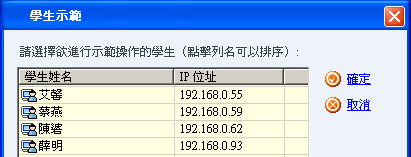 學生示範
請選擇欲進行示範操作的學生（點擊列名可以排序）:
學生姓名 IP 位址
艾馨 192.168.0.55
蔡燕 192.168.0.59
陳鯊 192.168.0.62
薛明 192.168.0.93
確定
取消